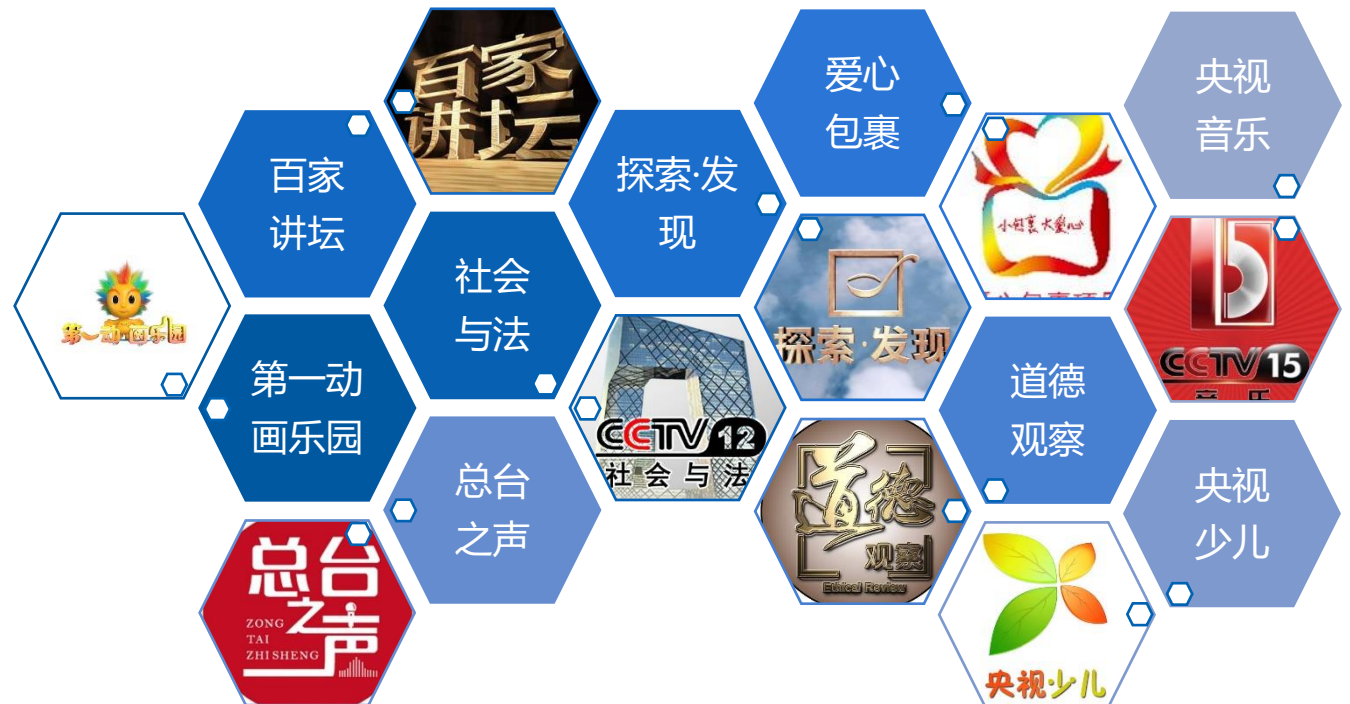 百家
讲坛
爱心
包裹
央视
音乐
百家
讲坛
探索·发
现
小包裹大爱心
社会
与法
第一动画乐园
探索·发现
CCTV 15
音乐
第一动
画乐园
CCTV 12
社会与法
道德
观察
总台
之声
道德
观察
Ethical Review
央视
少儿
总台
之声
ZONG
TAI
ZHI SHENG
央视少儿